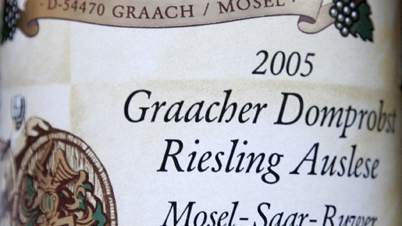 · D-54470 GRAACH / MOSEL ·
2005
Graacher Domprobst
Riesling Auslese
Mosel-Saar-Ruwer